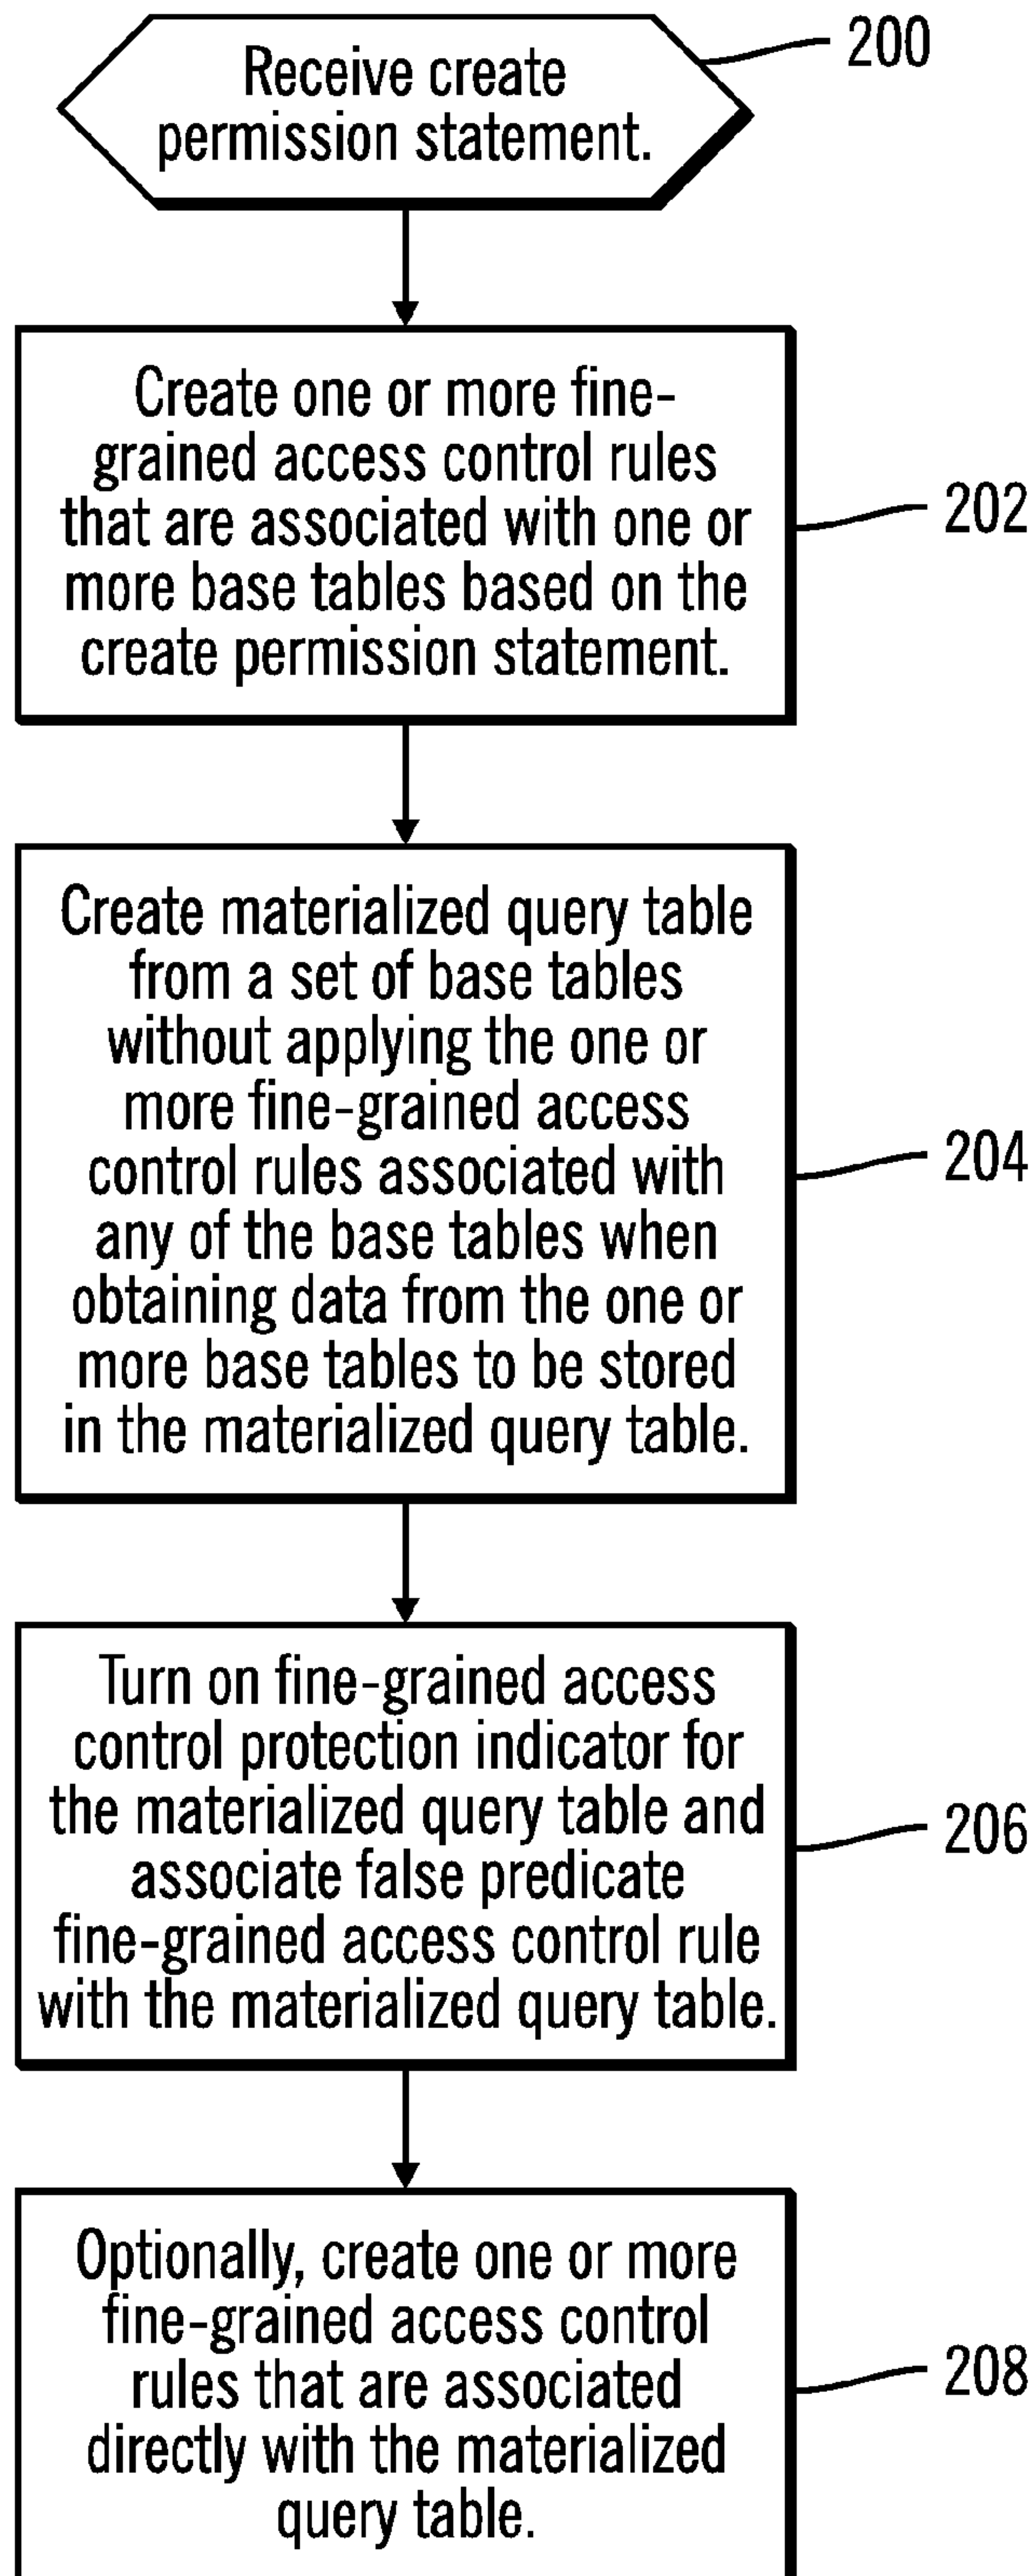 Receive create
permission statement.
200
Create one or more fine-
grained access control rules
that are associated with one or
more base tables based on the
create permission statement.
202
Create materialized query table
from a set of base tables
without applying the one or
more fine-grained access
control rules associated with
any of the base tables when
obtaining data from the one or
more base tables to be stored
in the materialized query table.
204
Turn on fine-grained access
control protection indicator for
the materialized query table and
associate false predicate
fine-grained access control rule
with the materialized query table.
206
Optionally, create one or more
fine-grained access control
rules that are associated
directly with the materialized
query table.
208